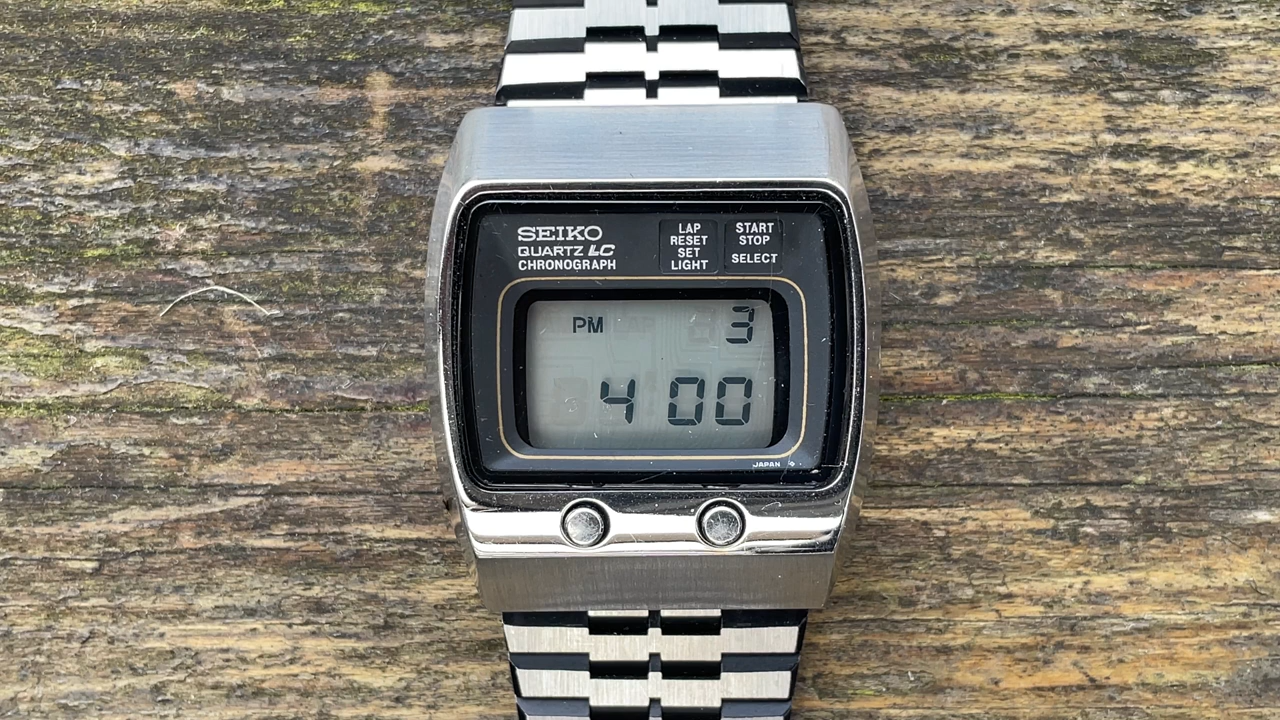 SEIKO
QUARTZ LC
CHRONOGRAPH
LAP
RESET
SET
LIGHT
START
STOP
SELECT
PM 3
4 00
JAPAN